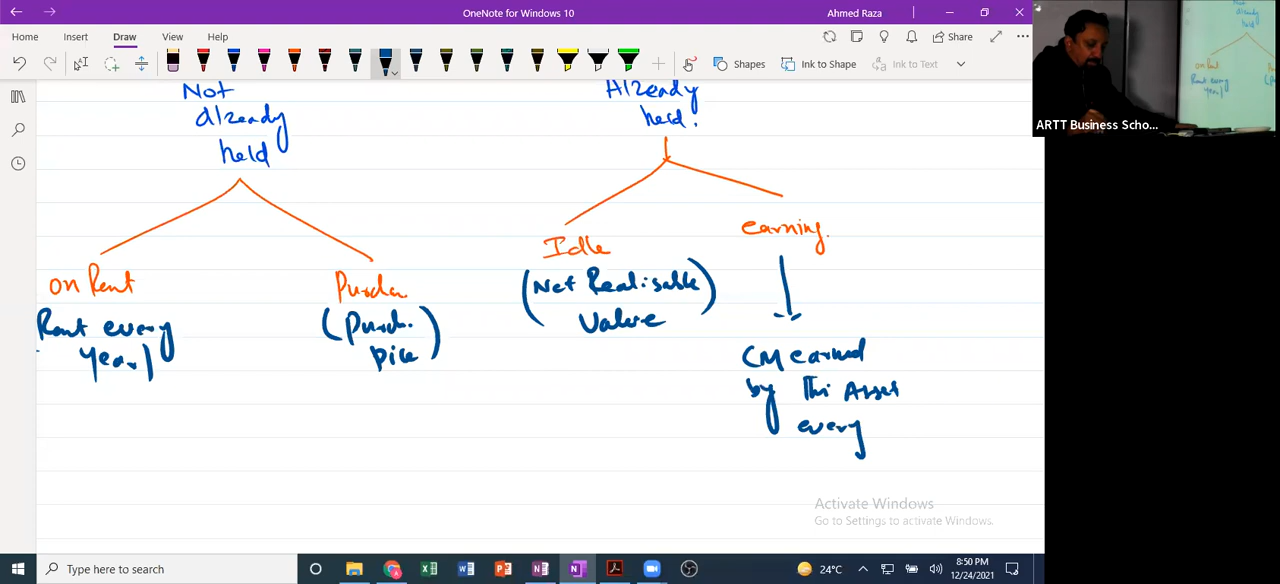 OneNote for Windows 10
Ahmed Raza
Home Insert Draw View Help
Share
Shapes Ink to Shape Ink to Text
ARTT Business Scho...
Not
already
held
Already
held.
on Rent
Rent every
year)
Purcha.
(Purch.
pice)
Idle
(Net Realisable
Value)
earning.
CM earned
by This Asset
every
Activate Windows
Go to Settings to activate Windows.
Type here to search
24°C
8:50 PM
12/24/2021